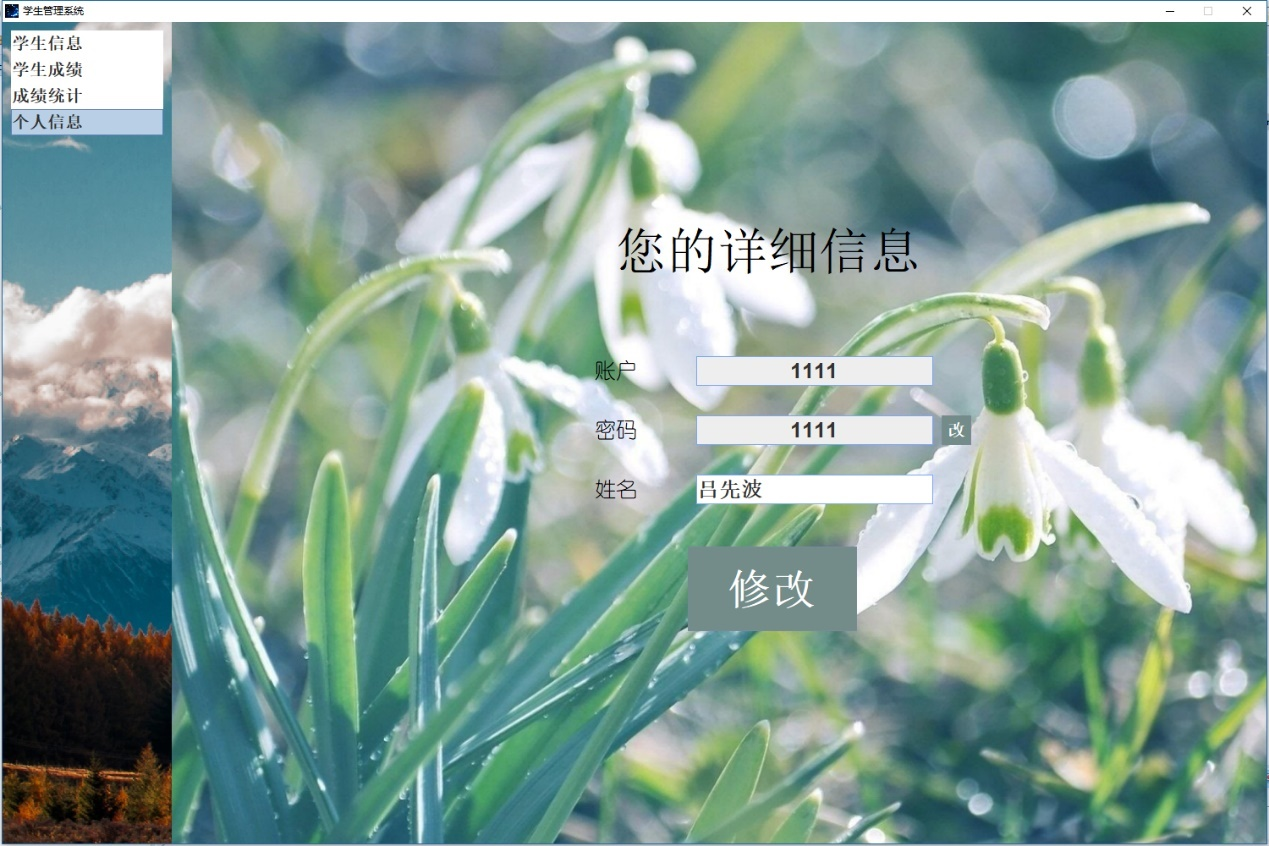 学生管理系统
学生信息
学生成绩
成绩统计
个人信息
您的详细信息
账户 1111
密码 1111 改
姓名 吕先波
修改